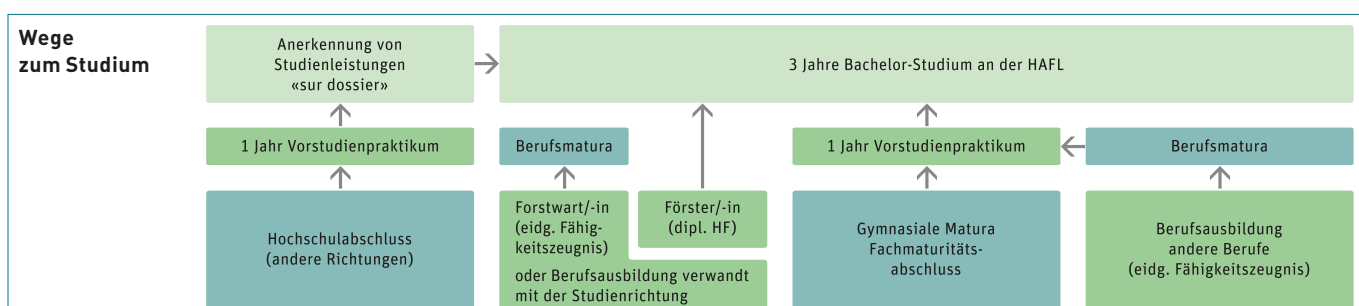 Wege
zum Studium
Anerkennung von
Studienleistungen
«sur dossier»
3 Jahre Bachelor-Studium an der HAFL
1 Jahr Vorstudienpraktikum
Berufsmatura
1 Jahr Vorstudienpraktikum
Berufsmatura
Hochschulabschluss
(andere Richtungen)
Forstwart/-in
(eidg. Fähig-
keitszeugnis)
oder Berufsausbildung verwandt
mit der Studienrichtung
Förster/-in
(dipl. HF)
Gymnasiale Matura
Fachmaturitäts-
abschluss
Berufsausbildung
andere Berufe
(eidg. Fähigkeitszeugnis)